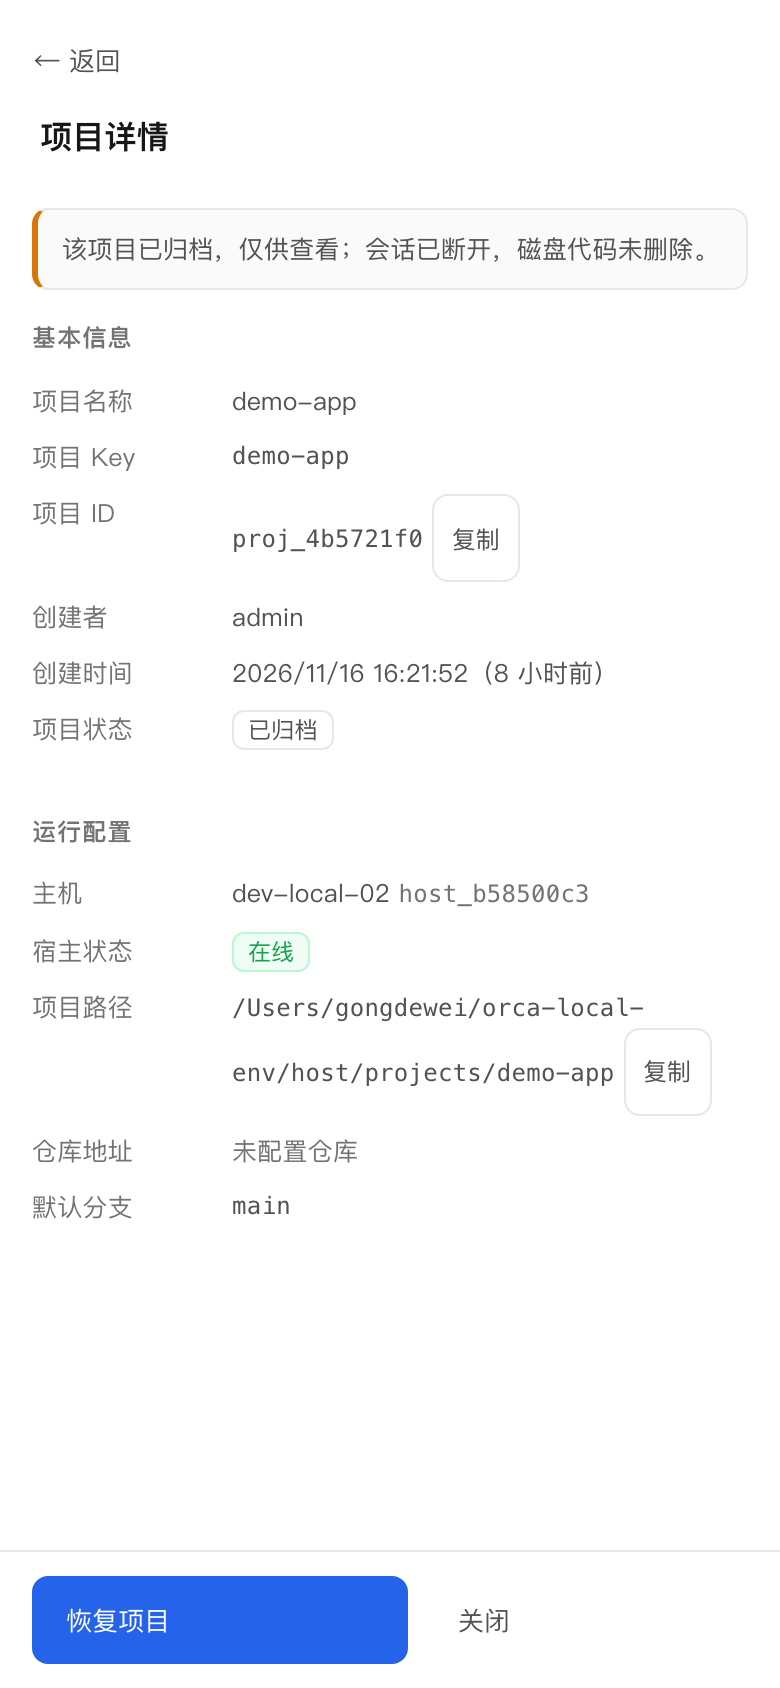 ← 返回
项目详情
该项目已归档，仅供查看；会话已断开，磁盘代码未删除。
基本信息
项目名称 demo-app
项目 Key demo-app
项目 ID proj_4b5721f0 复制
创建者 admin
创建时间 2026/11/16 16:21:52（8 小时前）
项目状态 已归档
运行配置
主机 dev-local-02 host_b58500c3
宿主状态 在线
项目路径 /Users/gongdewei/orca-local-
env/host/projects/demo-app 复制
仓库地址 未配置仓库
默认分支 main
恢复项目 关闭